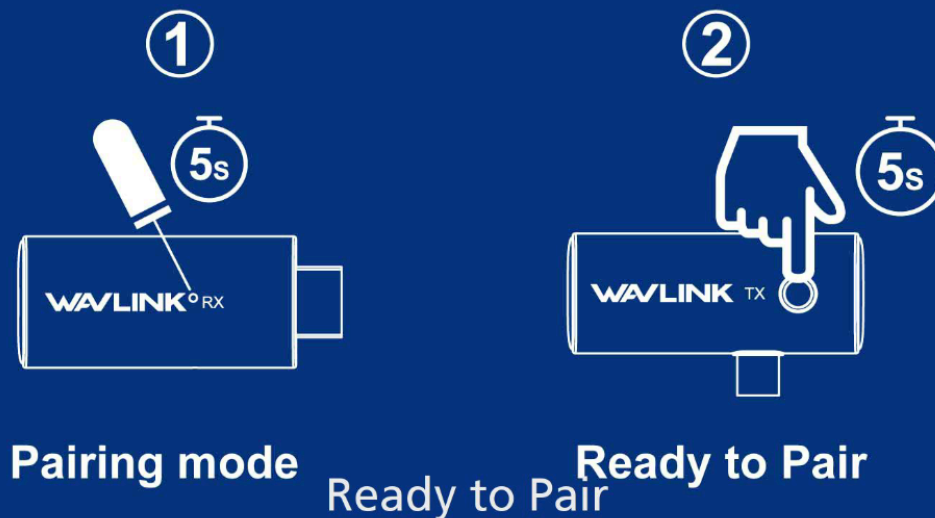 1
2
5s
5s
WAVLINK RX
WAVLINK TX
Pairing mode
Ready to Pair
Ready to Pair